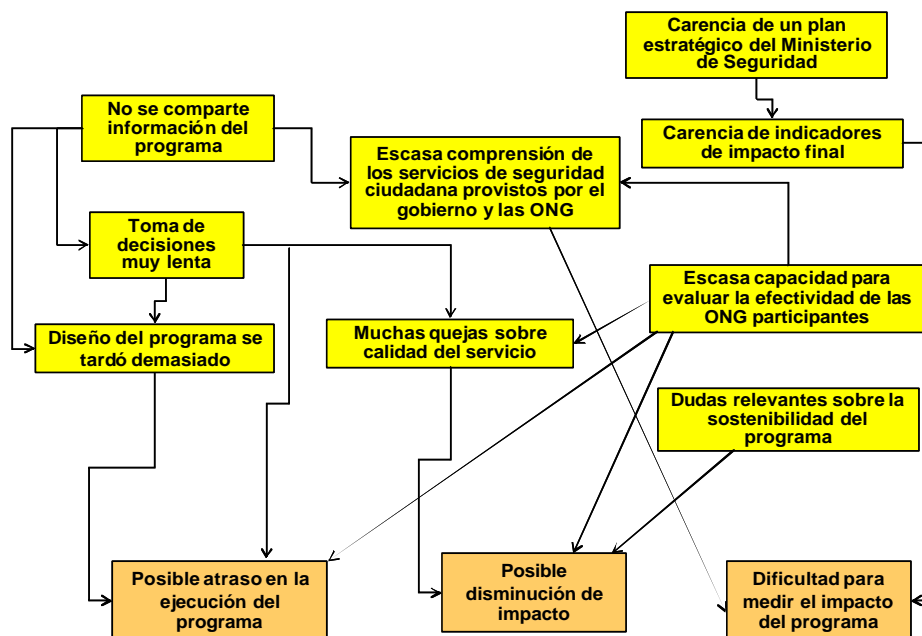 Carencia de un plan
estratégico del Ministerio
de Seguridad
No se comparte
información del
programa
Carencia de indicadores
de impacto final
Escasa comprensión de
los servicios de seguridad
ciudadana provistos por el
gobierno y las ONG
Toma de
decisiones
muy lenta
Escasa capacidad para
evaluar la efectividad de las
ONG participantes
Diseño del programa se
tardó demasiado
Muchas quejas sobre
calidad del servicio
Dudas relevantes sobre la
sostenibilidad del
programa
Posible atraso en la
ejecución del
programa
Posible
disminución de
impacto
Dificultad para
medir el impacto
del programa